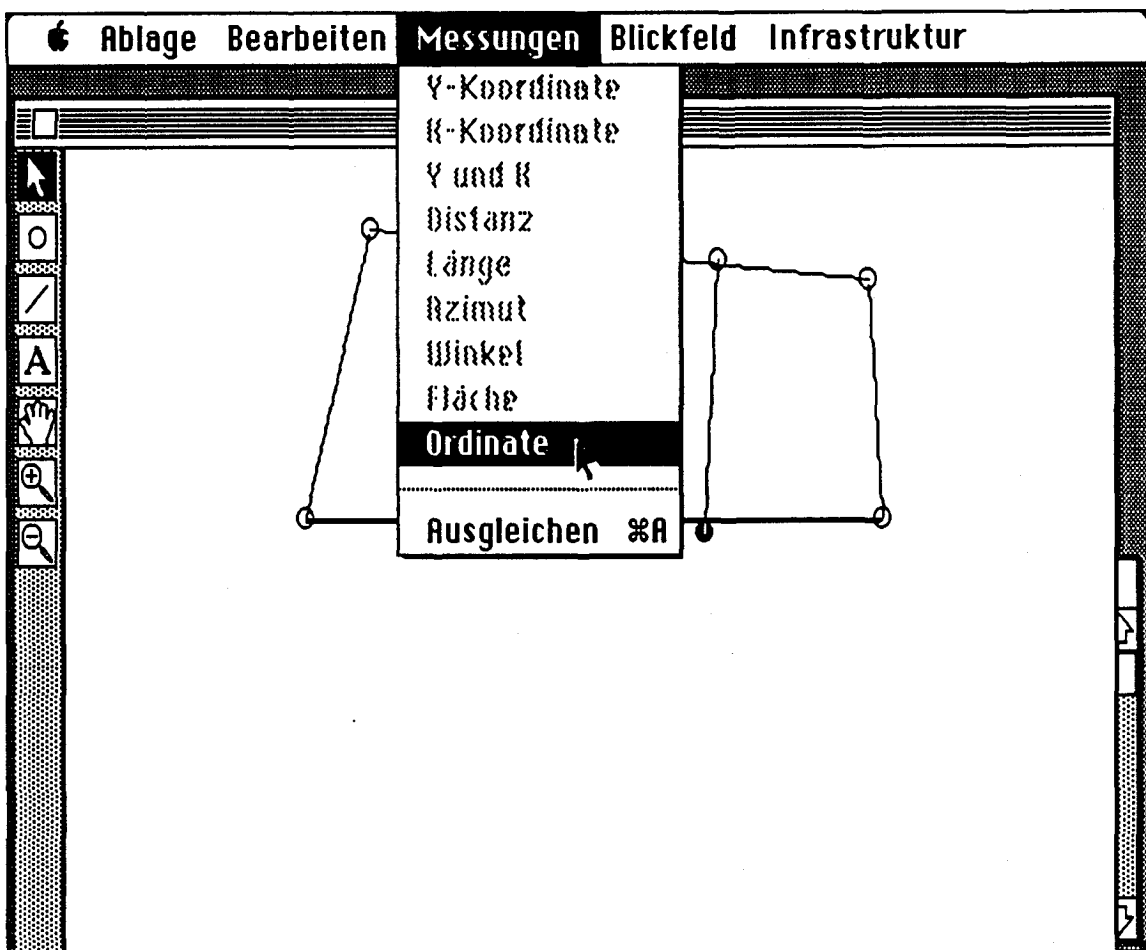 Ablage Bearbeiten Messungen Blickfeld Infrastruktur
Y-Koordinate
X-Koordinate
Y und X
Distanz
Länge
Azimut
Winkel
Fläche
Ordinate
Ausgleichen ⌘A
A